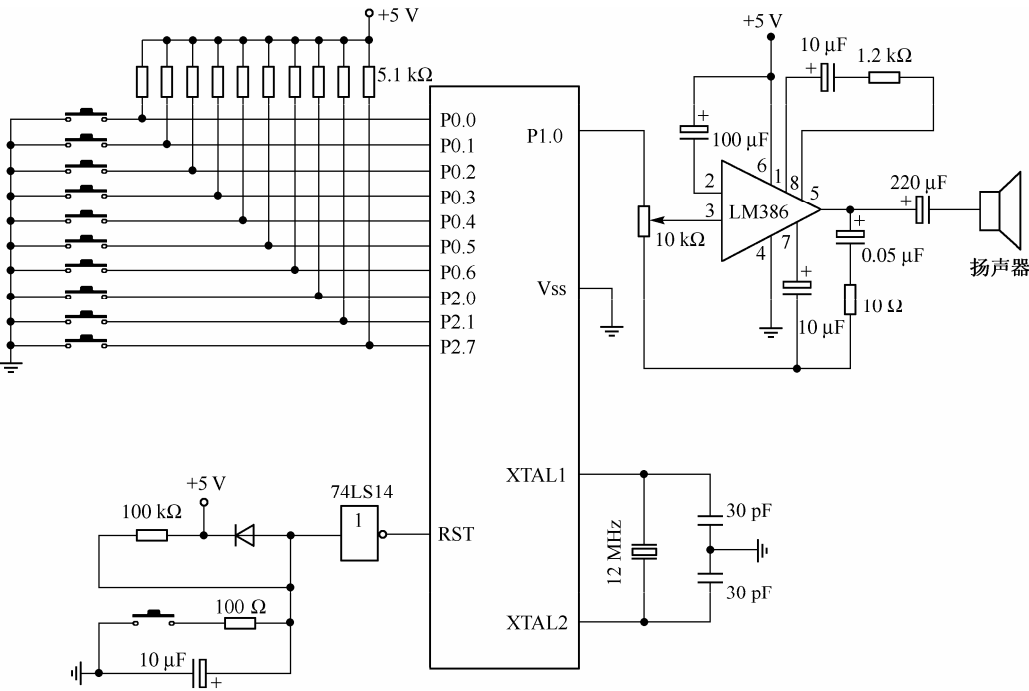 +5 V
5.1 kΩ
P0.0
P0.1
P0.2
P0.3
P0.4
P0.5
P0.6
P2.0
P2.1
P2.7
P1.0
Vss
XTAL1
XTAL2
RST
+5 V
10 μF
+
1.2 kΩ
+
100 μF
6
1
8
5
2
3
LM386
7
4
10 kΩ
220 μF
+
+
0.05 μF
10 Ω
+
10 μF
扬声器
74LS14
1
+5 V
100 kΩ
100 Ω
10 μF
+
12 MHz
30 pF
30 pF